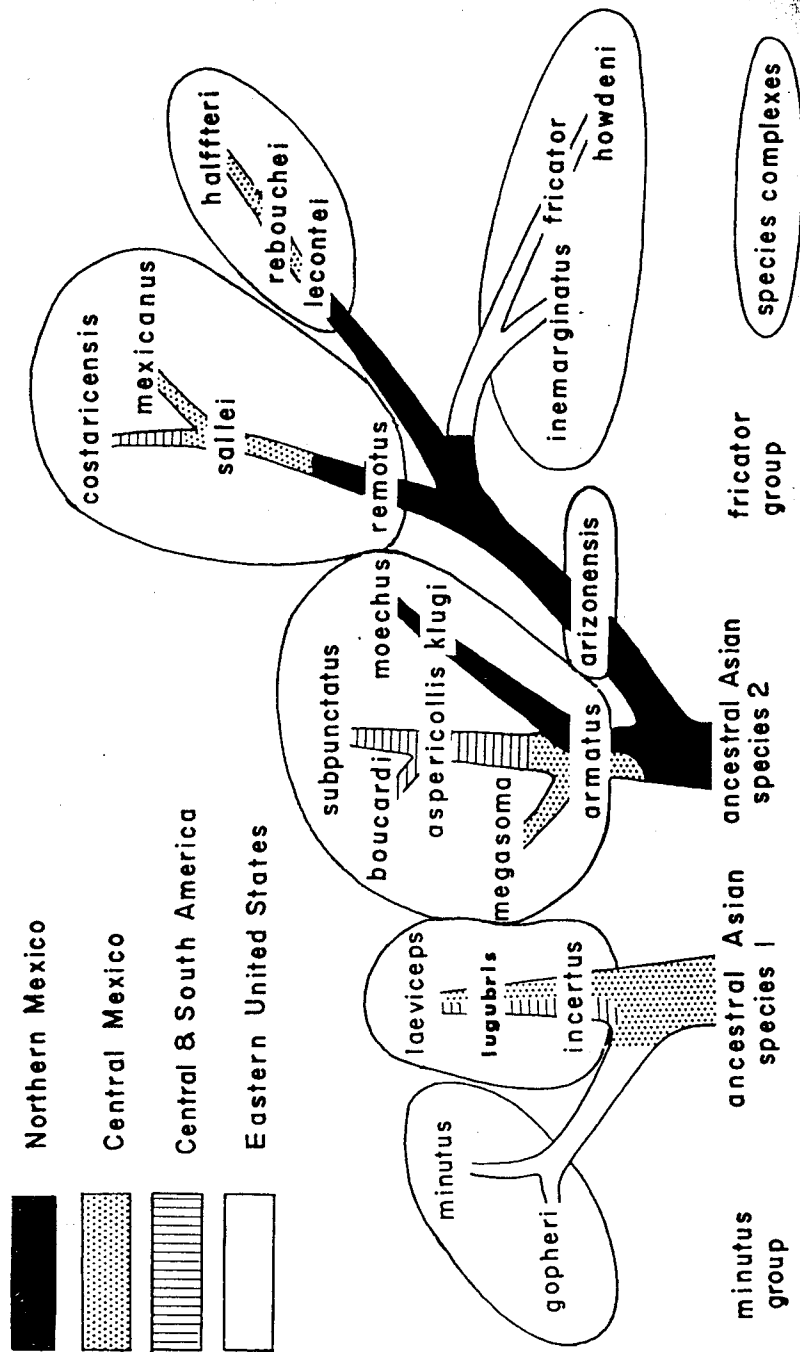 Northern Mexico
Central Mexico
Central & South America
Eastern United States
costaricensis
mexicanus
sallei
remotus
halffteri
rebouchei
lecontei
subpunctatus
boucardi
moechus
aspericollis
klugi
megasoma
armatus
arizonensis
fricator
howdeni
inemarginatus
laeviceps
lugubris
incertus
minutus
gopheri
minutus
group
ancestral Asian
species 1
ancestral Asian
species 2
fricator
group
species complexes